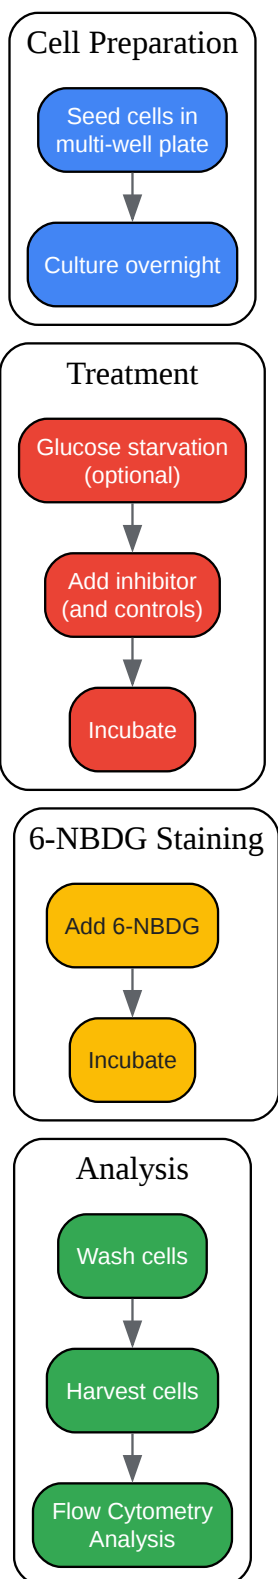 Cell Preparation
Seed cells in
multi-well plate
Culture overnight
Treatment
Glucose starvation
(optional)
Add inhibitor
(and controls)
Incubate
6-NBDG Staining
Add 6-NBDG
Incubate
Analysis
Wash cells
Harvest cells
Flow Cytometry
Analysis